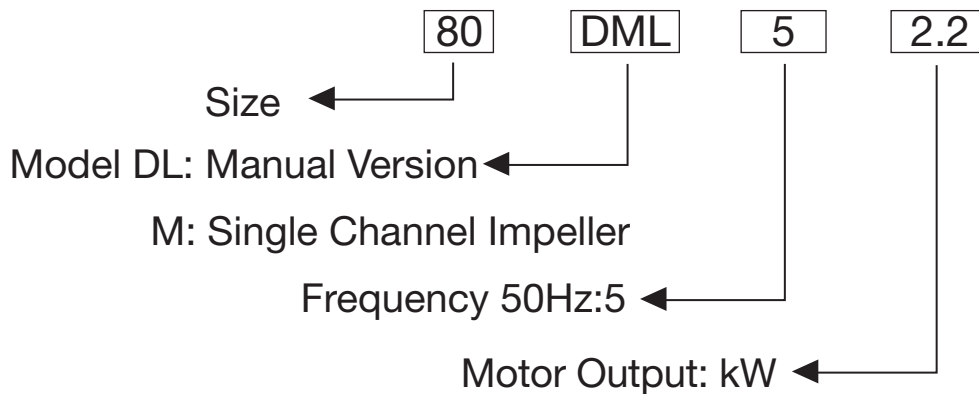 80 DML 5 2.2
Size
Model DL: Manual Version
M: Single Channel Impeller
Frequency 50Hz:5
Motor Output: kW